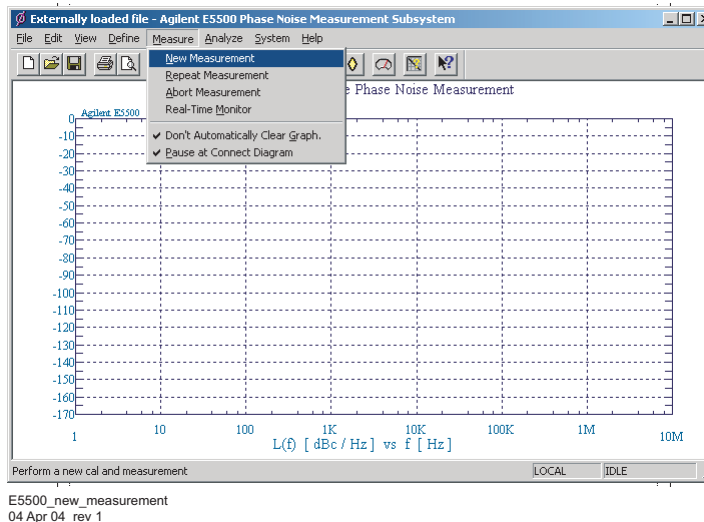 Externally loaded file - Agilent E5500 Phase Noise Measurement Subsystem
File Edit View Define Measure Analyze System Help
New Measurement
Repeat Measurement
Abort Measurement
Real-Time Monitor
✔ Don't Automatically Clear Graph.
✔ Pause at Connect Diagram
Phase Noise Measurement
Agilent E5500
0
-10
-20
-30
-40
-50
-60
-70
-80
-90
-100
-110
-120
-130
-140
-150
-160
-170
1 10 100 1K 10K 100K 1M 10M
L(f) [ dBc / Hz ] vs f [ Hz ]
Perform a new cal and measurement LOCAL IDLE
E5500_new_measurement
04 Apr 04 rev 1